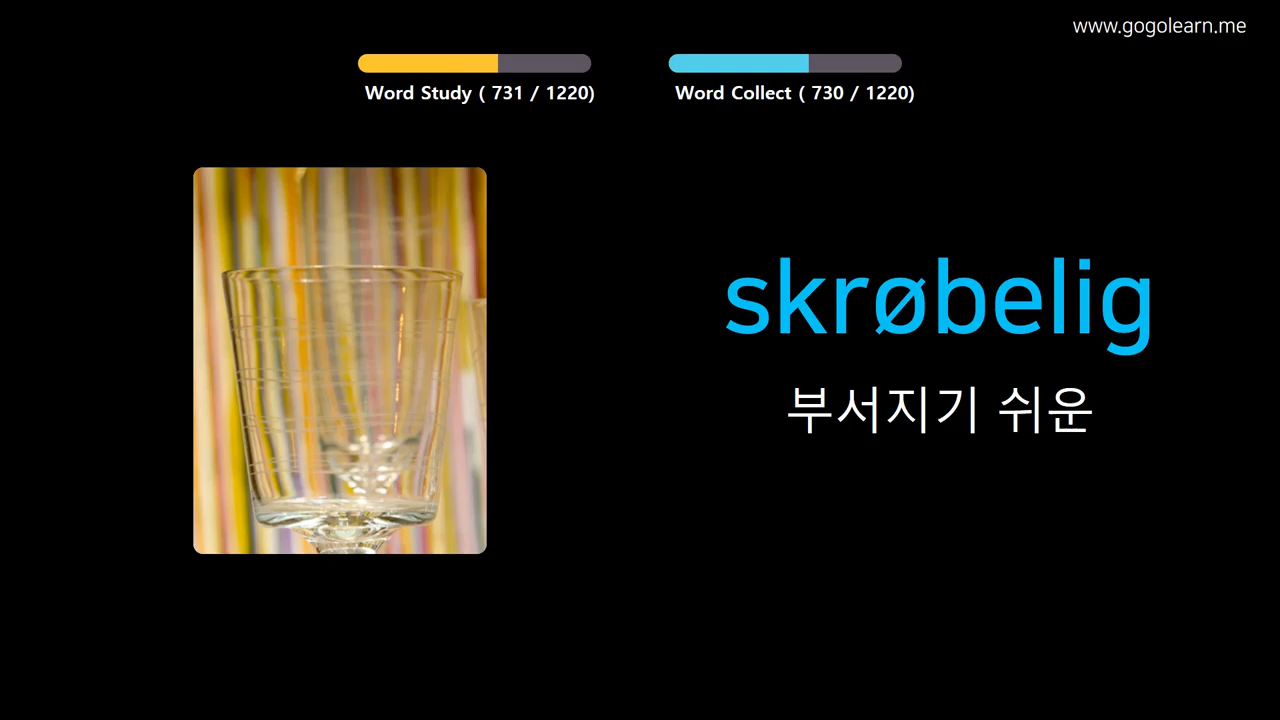 www.gogolearn.me
Word Study ( 731 / 1220)
Word Collect ( 730 / 1220)
skrøbelig
부서지기 쉬운